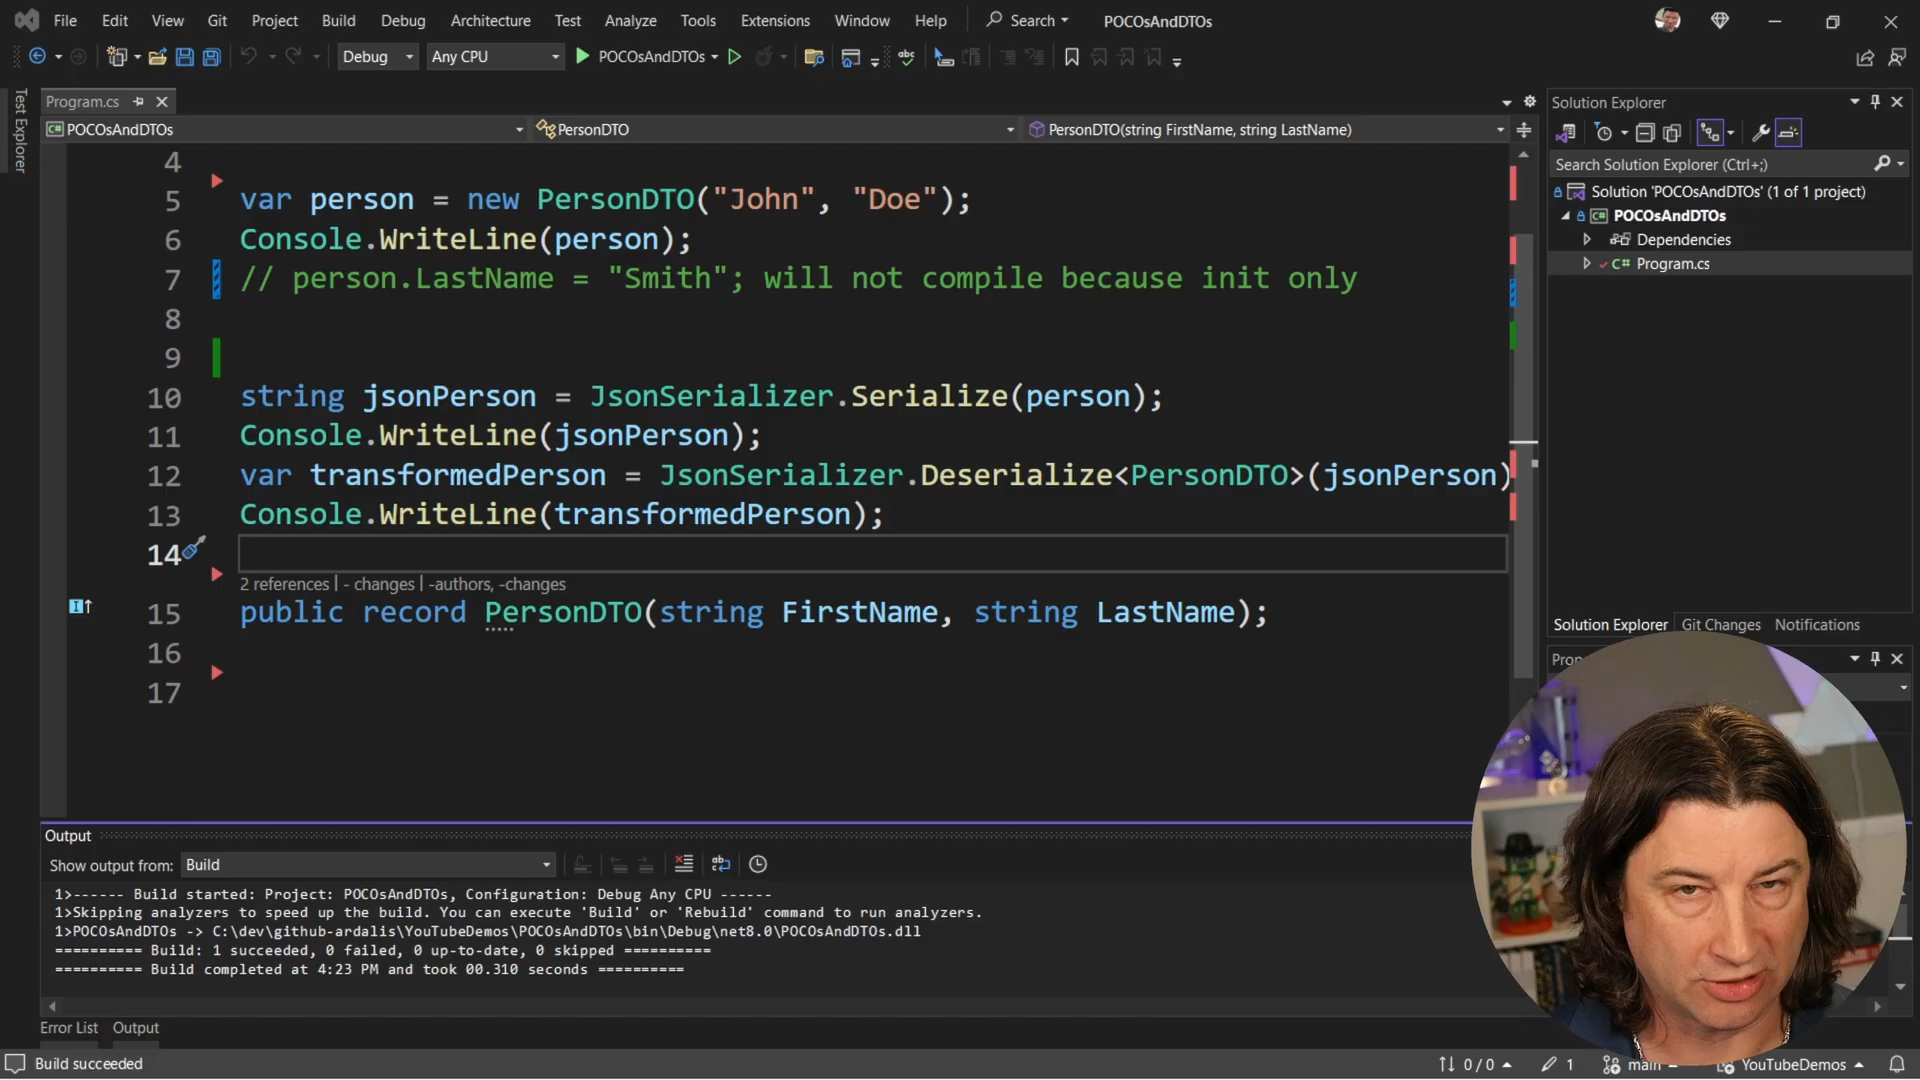 File Edit View Git Project Build Debug Architecture Test Analyze Tools Extensions Window Help Search POCOsAndDTOs
Debug Any CPU POCOsAndDTOs
Test Explorer
Program.cs
POCOsAndDTOs PersonDTO PersonDTO(string FirstName, string LastName)
4
5 var person = new PersonDTO("John", "Doe");
6 Console.WriteLine(person);
7 // person.LastName = "Smith"; will not compile because init only
8
9
10 string jsonPerson = JsonSerializer.Serialize(person);
11 Console.WriteLine(jsonPerson);
12 var transformedPerson = JsonSerializer.Deserialize<PersonDTO>(jsonPerson)
13 Console.WriteLine(transformedPerson);
14
2 references | - changes | -authors, -changes
15 public record PersonDTO(string FirstName, string LastName);
16
17
Solution Explorer
Search Solution Explorer (Ctrl+;)
Solution 'POCOsAndDTOs' (1 of 1 project)
POCOsAndDTOs
Dependencies
C# Program.cs
Solution Explorer Git Changes Notifications
Output
Show output from: Build
1>------ Build started: Project: POCOsAndDTOs, Configuration: Debug Any CPU ------
1>Skipping analyzers to speed up the build. You can execute 'Build' or 'Rebuild' command to run analyzers.
1>POCOsAndDTOs -> C:\dev\github-ardalis\YouTubeDemos\POCOsAndDTOs\bin\Debug\net8.0\POCOsAndDTOs.dll
========== Build: 1 succeeded, 0 failed, 0 up-to-date, 0 skipped ==========
========== Build completed at 4:23 PM and took 00.310 seconds ==========
Error List Output
Build succeeded 0 / 0 1 main YouTubeDemos